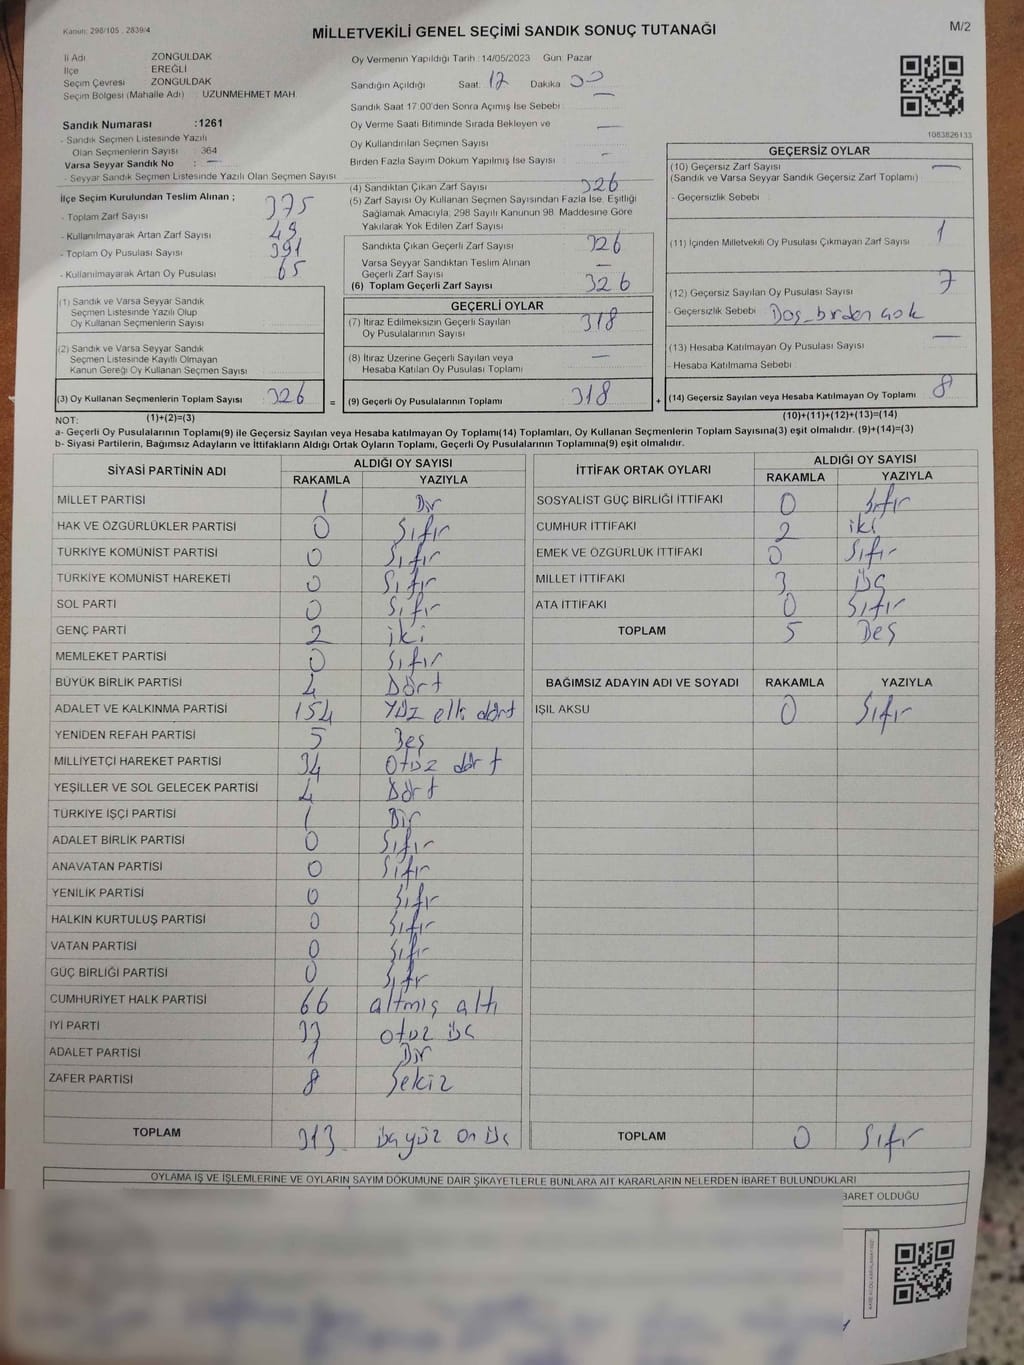 Kanun: 298/105 , 2839/4
MİLLETVEKİLİ GENEL SEÇİMİ SANDIK SONUÇ TUTANAĞI
M/2
İl Adı ZONGULDAK
İlçe EREĞLİ
Seçim Çevresi ZONGULDAK
Seçim Bölgesi (Mahalle Adı) : UZUNMEHMET MAH.
Sandık Numarası :1261
- Sandık Seçmen Listesinde Yazılı
Olan Seçmenlerin Sayısı : 364
Varsa Seyyar Sandık No : —
- Seyyar Sandık Seçmen Listesinde Yazılı Olan Seçmen Sayısı
İlçe Seçim Kurulundan Teslim Alınan ;
- Toplam Zarf Sayısı 375
- Kullanılmayarak Artan Zarf Sayısı 49
- Toplam Oy Pusulası Sayısı 391
- Kullanılmayarak Artan Oy Pusulası 65
(1) Sandık ve Varsa Seyyar Sandık
Seçmen Listesinde Yazılı Olup
Oy Kullanan Seçmenlerin Sayısı
(2) Sandık ve Varsa Seyyar Sandık
Seçmen Listesinde Kayıtlı Olmayan
Kanun Gereği Oy Kullanan Seçmen Sayısı
(3) Oy Kullanan Seçmenlerin Toplam Sayısı 326
(1)+(2)=(3)
Oy Vermenin Yapıldığı Tarih : 14/05/2023 Gün: Pazar
Sandığın Açıldığı Saat: 17 Dakika 00
Sandık Saat 17:00'den Sonra Açımış İse Sebebi
Oy Verme Saati Bitiminde Sırada Bekleyen ve
Oy Kullandırılan Seçmen Sayısı —
Birden Fazla Sayım Döküm Yapılmış İse Sayısı —
(4) Sandıktan Çıkan Zarf Sayısı 326
(5) Zarf Sayısı Oy Kullanan Seçmen Sayısından Fazla İse, Eşitliği
Sağlamak Amacıyla, 298 Sayılı Kanunun 98. Maddesine Göre
Yakılarak Yok Edilen Zarf Sayısı
Sandıkta Çıkan Geçerli Zarf Sayısı 326
Varsa Seyyar Sandıktan Teslim Alınan
Geçerli Zarf Sayısı —
(6) Toplam Geçerli Zarf Sayısı 326
GEÇERLİ OYLAR
(7) İtiraz Edilmeksizin Geçerli Sayılan
Oy Pusulalarının Sayısı 318
(8) İtiraz Üzerine Geçerli Sayılan veya
Hesaba Katılan Oy Pusulası Toplamı —
= (9) Geçerli Oy Pusulalarının Toplamı 318 +
1083826133
GEÇERSİZ OYLAR
(10) Geçersiz Zarf Sayısı —
(Sandık ve Varsa Seyyar Sandık Geçersiz Zarf Toplamı)
- Geçersizlik Sebebi
(11) İçinden Milletvekili Oy Pusulası Çıkmayan Zarf Sayısı 1
(12) Geçersiz Sayılan Oy Pusulası Sayısı 7
- Geçersizlik Sebebi
(13) Hesaba Katılmayan Oy Pusulası Sayısı —
- Hesaba Katılmama Sebebi
(14) Geçersiz Sayılan veya Hesaba Katılmayan Oy Toplamı 8
(10)+(11)+(12)+(13)=(14)
NOT:
a- Geçerli Oy Pusulalarının Toplamı(9) ile Geçersiz Sayılan veya Hesaba katılmayan Oy Toplamı(14) Toplamları, Oy Kullanan Seçmenlerin Toplam Sayısına(3) eşit olmalıdır. (9)+(14)=(3)
b- Siyasi Partilerin, Bağımsız Adayların ve İttifakların Aldığı Ortak Oyların Toplamı, Geçerli Oy Pusulalarının Toplamına(9) eşit olmalıdır.
SİYASİ PARTİNİN ADI ALDIĞI OY SAYISI
RAKAMLA YAZIYLA
MİLLET PARTİSİ 1 Bir
HAK VE ÖZGÜRLÜKLER PARTİSİ 0 Sıfır
TÜRKİYE KOMÜNİST PARTİSİ 0 Sıfır
TÜRKİYE KOMÜNİST HAREKETİ 0 Sıfır
SOL PARTİ 0 Sıfır
GENÇ PARTİ 2 iki
MEMLEKET PARTİSİ 0 Sıfır
BÜYÜK BİRLİK PARTİSİ 4 Dört
ADALET VE KALKINMA PARTİSİ 154 Yüz elli dört
YENİDEN REFAH PARTİSİ 5 Beş
MİLLİYETÇİ HAREKET PARTİSİ 34 Otuz dört
YEŞİLLER VE SOL GELECEK PARTİSİ 4 Dört
TÜRKİYE İŞÇİ PARTİSİ 1 Bir
ADALET BİRLİK PARTİSİ 0 Sıfır
ANAVATAN PARTİSİ 0 Sıfır
YENİLİK PARTİSİ 0 Sıfır
HALKIN KURTULUŞ PARTİSİ 0 Sıfır
VATAN PARTİSİ 0 Sıfır
GÜÇ BİRLİĞİ PARTİSİ 0 Sıfır
CUMHURİYET HALK PARTİSİ 66 altmış altı
İYİ PARTİ 33 otuz üç
ADALET PARTİSİ 1 Bir
ZAFER PARTİSİ 8 Sekiz
TOPLAM 313 üçyüz on üç
İTTİFAK ORTAK OYLARI ALDIĞI OY SAYISI
RAKAMLA YAZIYLA
SOSYALİST GÜÇ BİRLİĞİ İTTİFAKI 0 Sıfır
CUMHUR İTTİFAKI 2 iki
EMEK VE ÖZGÜRLÜK İTTİFAKI 0 Sıfır
MİLLET İTTİFAKI 3 üç
ATA İTTİFAKI 0 Sıfır
TOPLAM 5 Beş
BAĞIMSIZ ADAYIN ADI VE SOYADI RAKAMLA YAZIYLA
IŞIL AKSU 0 Sıfır
TOPLAM 0 Sıfır
OYLAMA İŞ VE İŞLEMLERİNE VE OYLARIN SAYIM DÖKÜMÜNE DAİR ŞİKAYETLERLE BUNLARA AİT KARARLARIN NELERDEN İBARET BULUNDUKLARI
BARET OLDUĞU